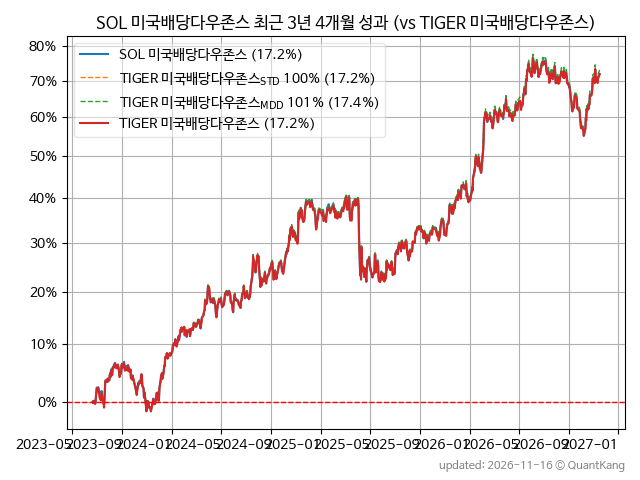 SOL 미국배당다우존스 최근 3년 4개월 성과 (vs TIGER 미국배당다우존스)
80%
70%
60%
50%
40%
30%
20%
10%
0%
SOL 미국배당다우존스 (17.2%)
TIGER 미국배당다우존스STD 100% (17.2%)
TIGER 미국배당다우존스MDD 101% (17.4%)
TIGER 미국배당다우존스 (17.2%)
2023-05 2023-09 2024-01 2024-05 2024-09 2025-01 2025-05 2025-09 2026-01 2026-05 2026-09 2027-01
updated: 2026-11-16 © QuantKang